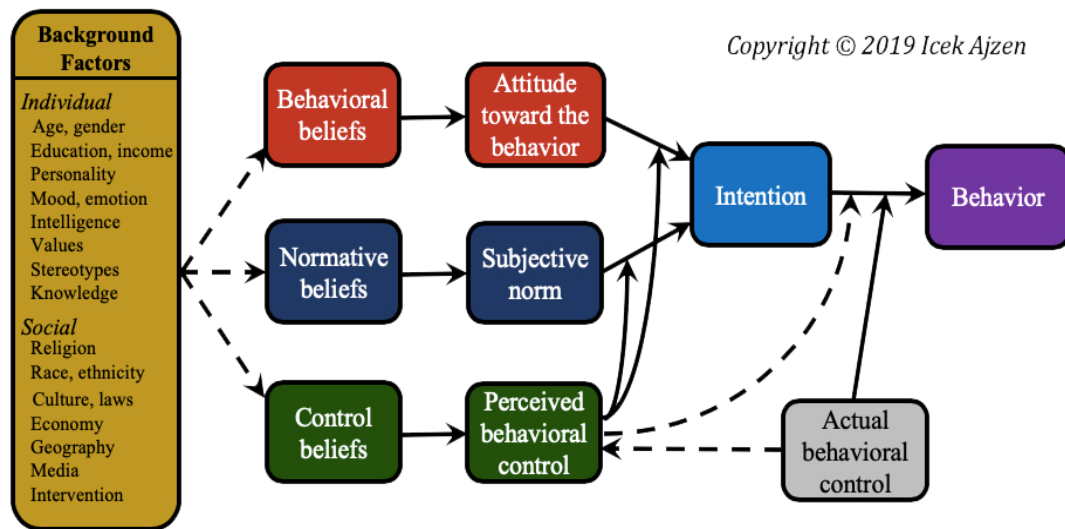 Background
Factors
Individual
Age, gender
Education, income
Personality
Mood, emotion
Intelligence
Values
Stereotypes
Knowledge
Social
Religion
Race, ethnicity
Culture, laws
Economy
Geography
Media
Intervention
Copyright © 2019 Icek Ajzen
Behavioral
beliefs
Attitude
toward the
behavior
Normative
beliefs
Subjective
norm
Control
beliefs
Perceived
behavioral
control
Intention
Behavior
Actual
behavioral
control